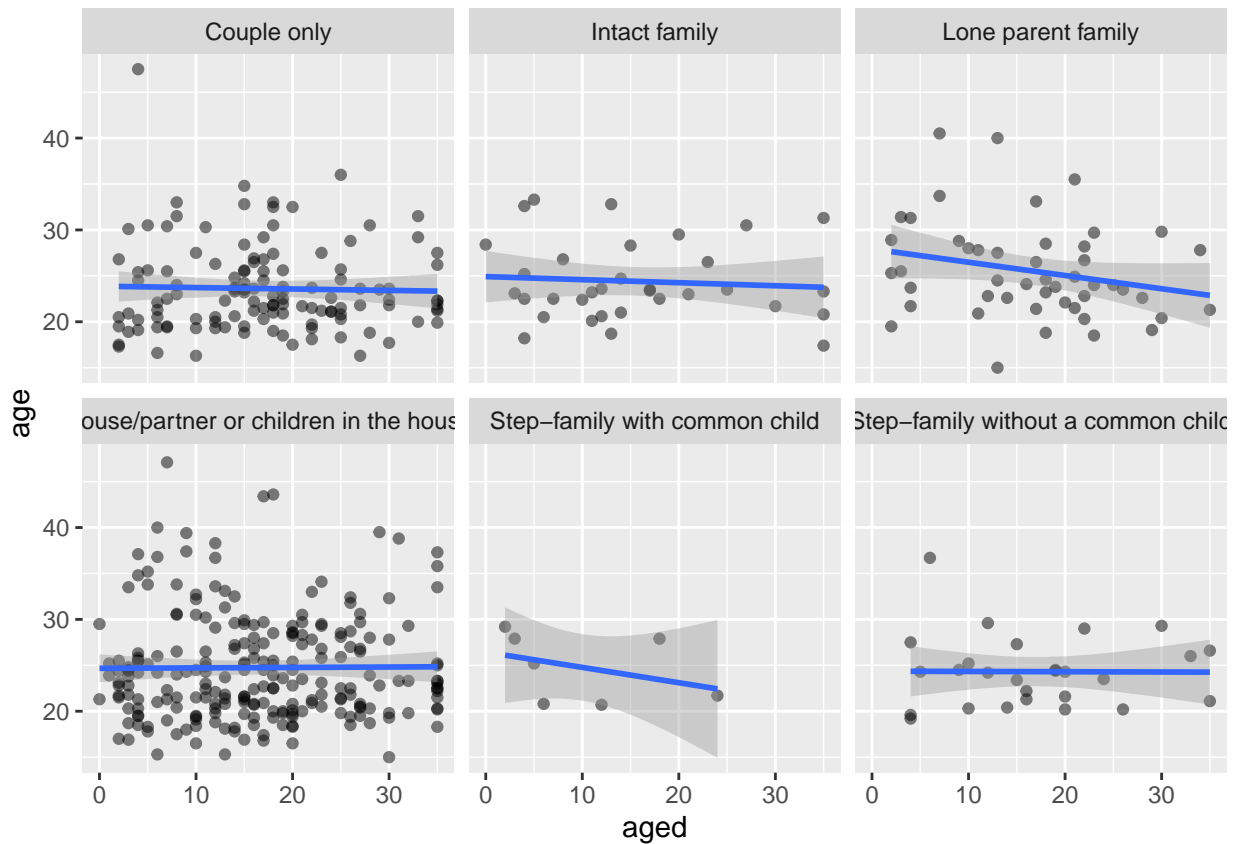 Couple only
Intact family
Lone parent family
40
30
20
age
ouse/partner or children in the hous
Step−family with common child
Step−family without a common child
40
30
20
0 10 20 30
0 10 20 30
0 10 20 30
aged